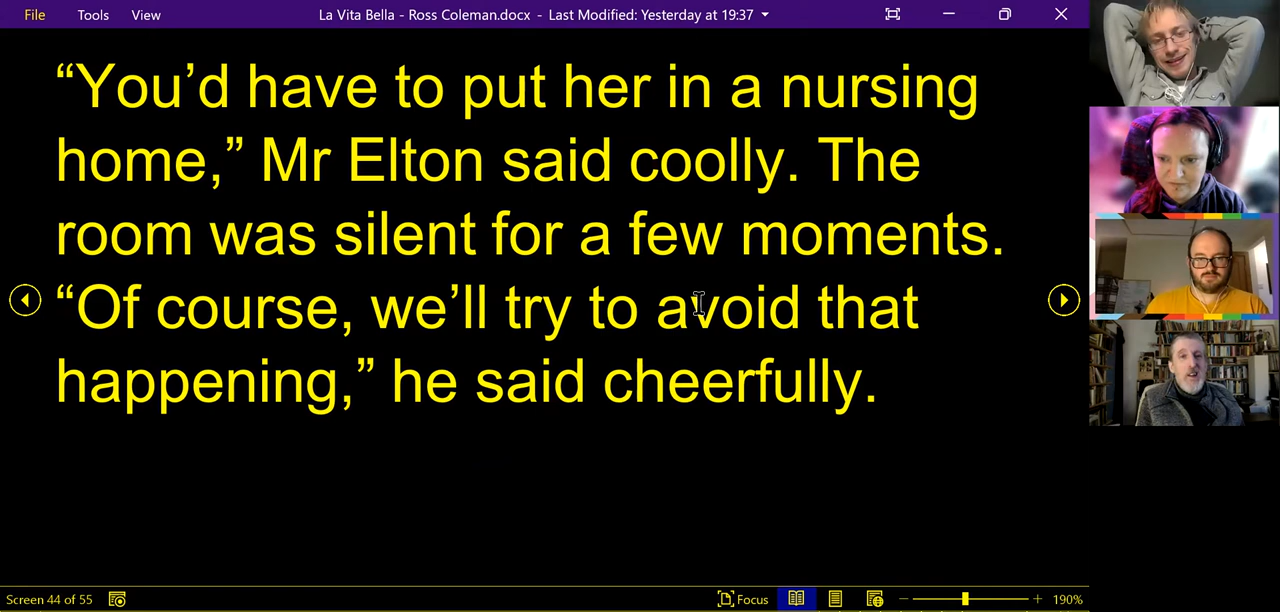 File Tools View La Vita Bella - Ross Coleman.docx - Last Modified: Yesterday at 19:37
“You’d have to put her in a nursing
home,” Mr Elton said coolly. The
room was silent for a few moments.
“Of course, we’ll try to avoid that
happening,” he said cheerfully.
Screen 44 of 55 Focus 190%